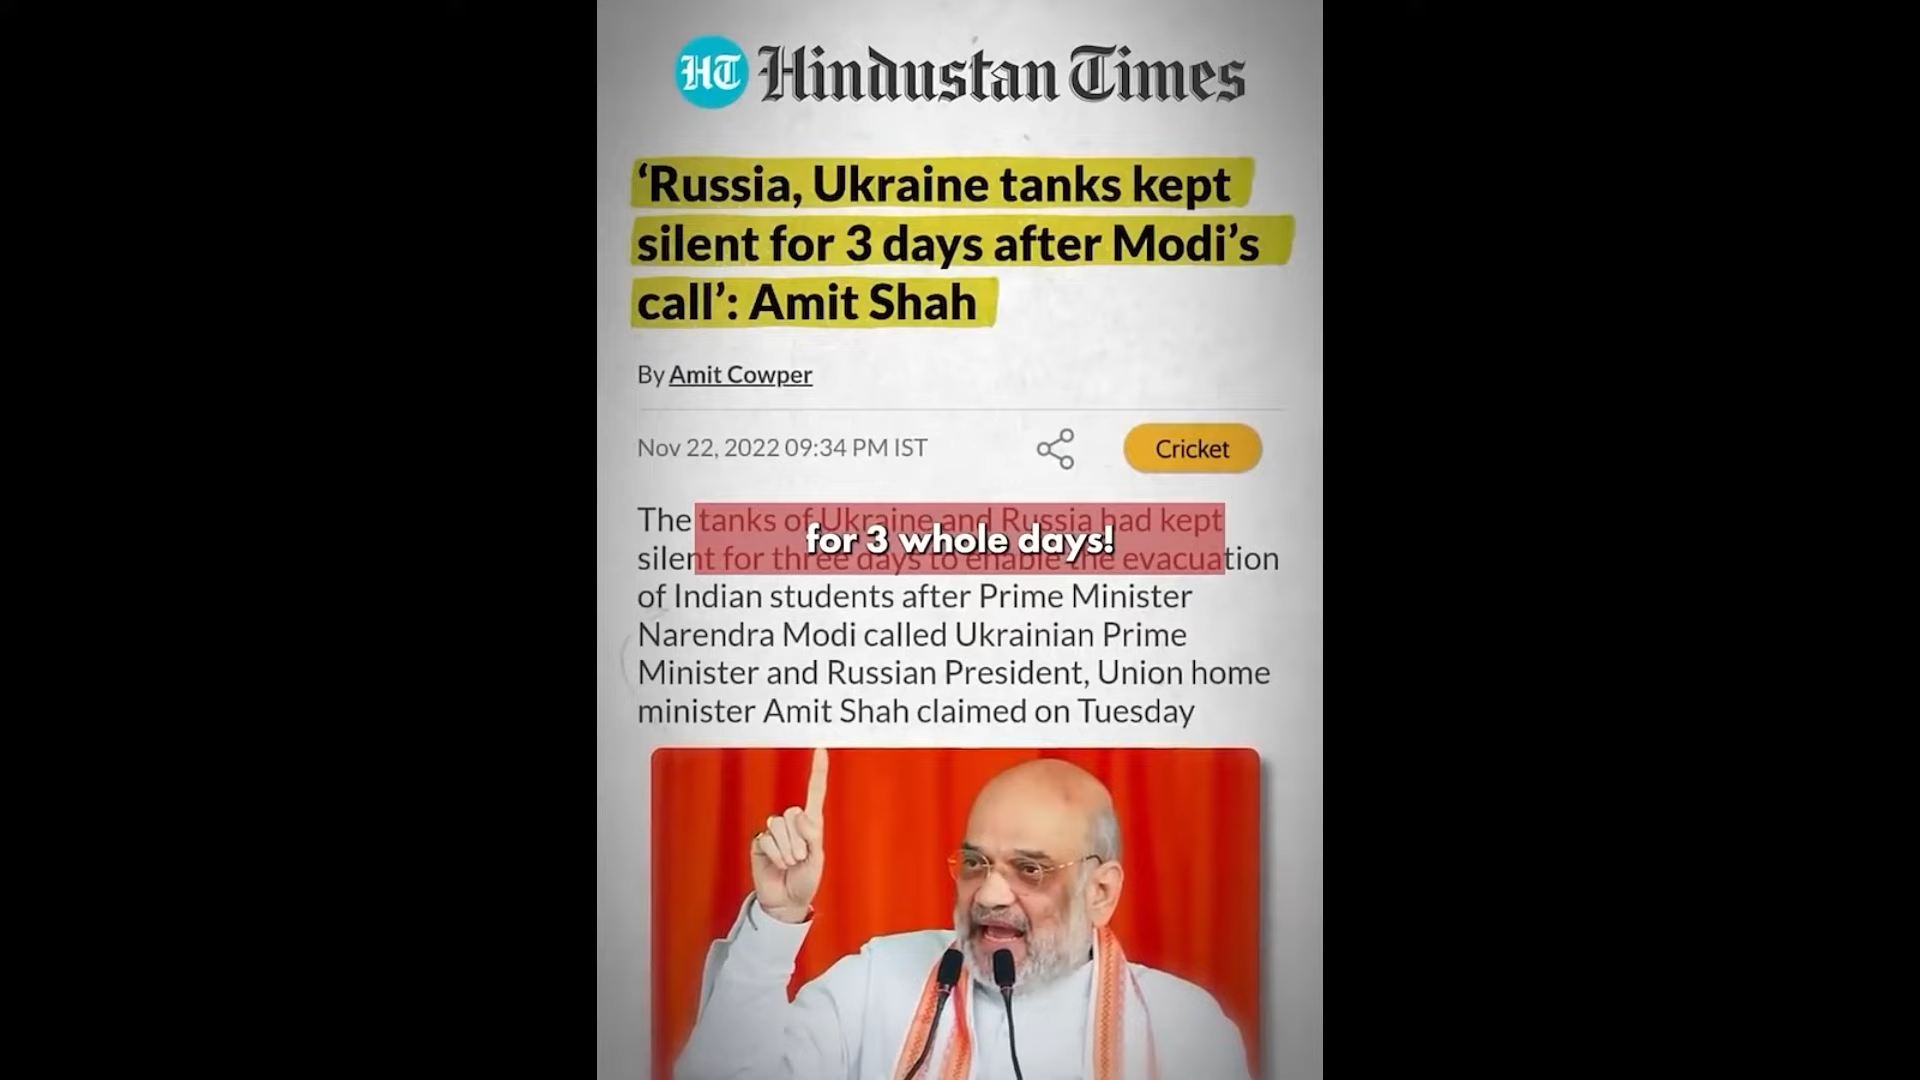 HT Hindustan Times
‘Russia, Ukraine tanks kept
silent for 3 days after Modi’s
call’: Amit Shah
By Amit Cowper
Nov 22, 2022 09:34 PM IST
Cricket
The tanks of Ukraine and Russia had kept
for 3 whole days!
silent for three days to enable the evacuation
of Indian students after Prime Minister
Narendra Modi called Ukrainian Prime
Minister and Russian President, Union home
minister Amit Shah claimed on Tuesday